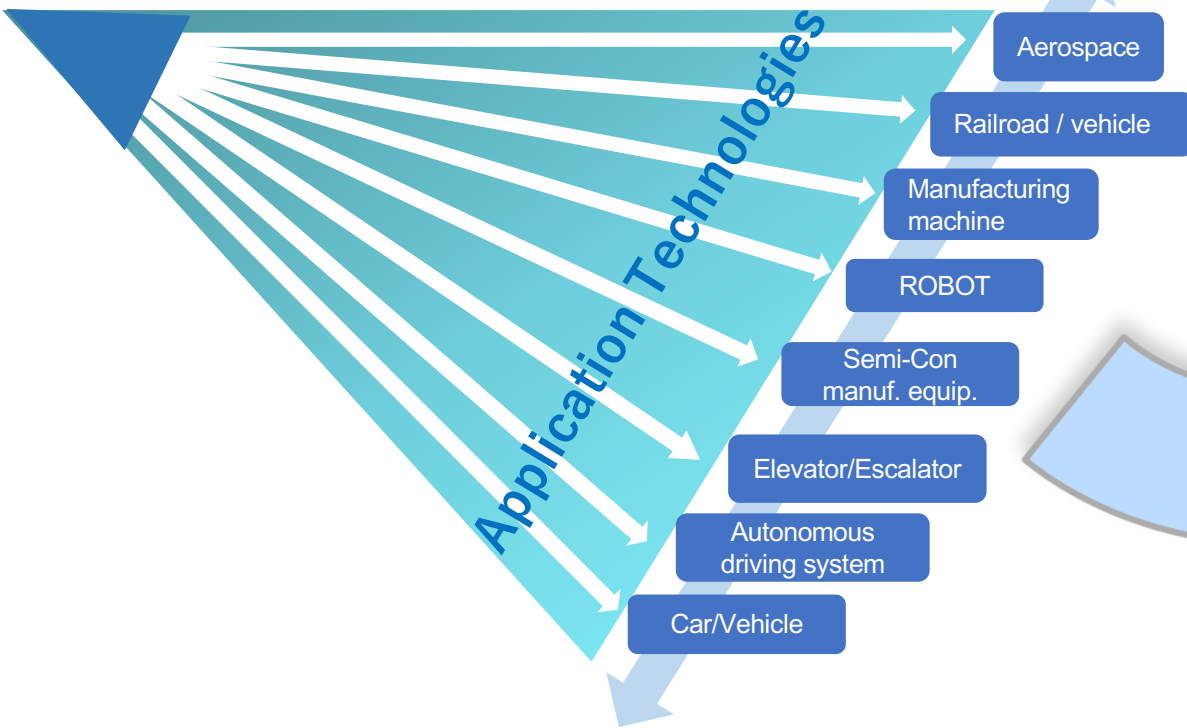 Application Technologies
Aerospace
Railroad / vehicle
Manufacturing
machine
ROBOT
Semi-Con
manuf. equip.
Elevator/Escalator
Autonomous
driving system
Car/Vehicle